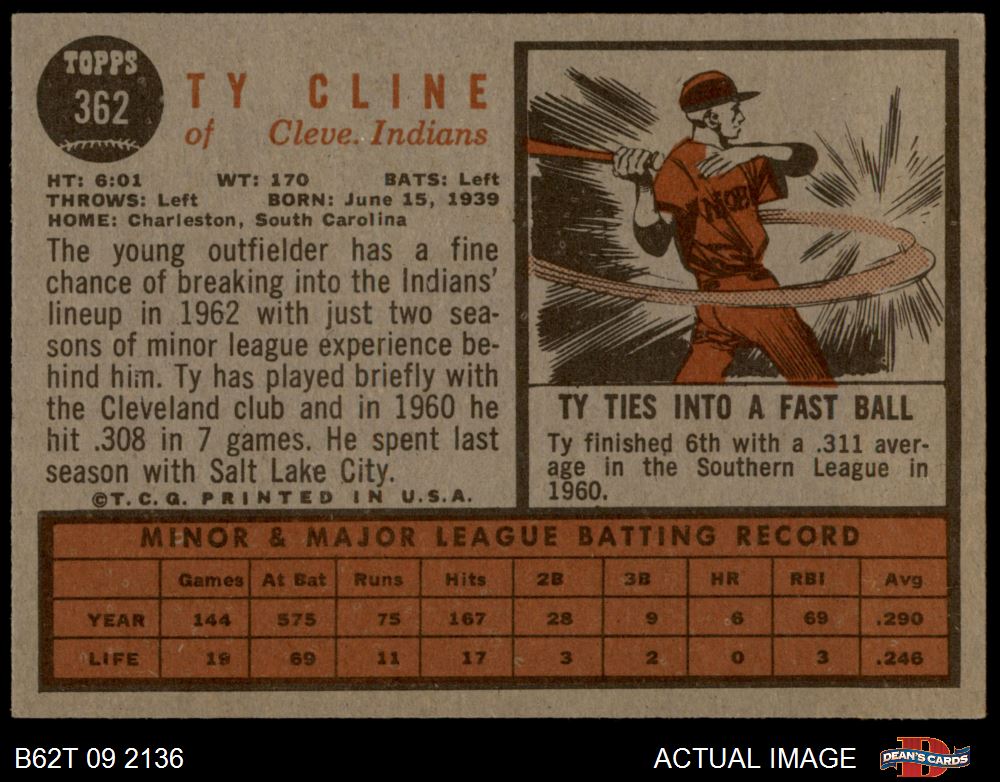 TOPPS
362
TY CLINE
of Cleve. Indians
HT: 6:01 WT: 170 BATS: Left
THROWS: Left BORN: June 15, 1939
HOME: Charleston, South Carolina
The young outfielder has a fine
chance of breaking into the Indians'
lineup in 1962 with just two sea-
sons of minor league experience be-
hind him. Ty has played briefly with
the Cleveland club and in 1960 he
hit .308 in 7 games. He spent last
season with Salt Lake City.
©T.C.G. PRINTED IN U.S.A.
TY TIES INTO A FAST BALL
Ty finished 6th with a .311 aver-
age in the Southern League in
1960.
MINOR & MAJOR LEAGUE BATTING RECORD
Games At Bat Runs Hits 2B 3B HR RBI Avg
YEAR 144 575 75 167 28 9 6 69 .290
LIFE 19 69 11 17 3 2 0 3 .246
B62T 09 2136 ACTUAL IMAGE
DEAN'S CARDS